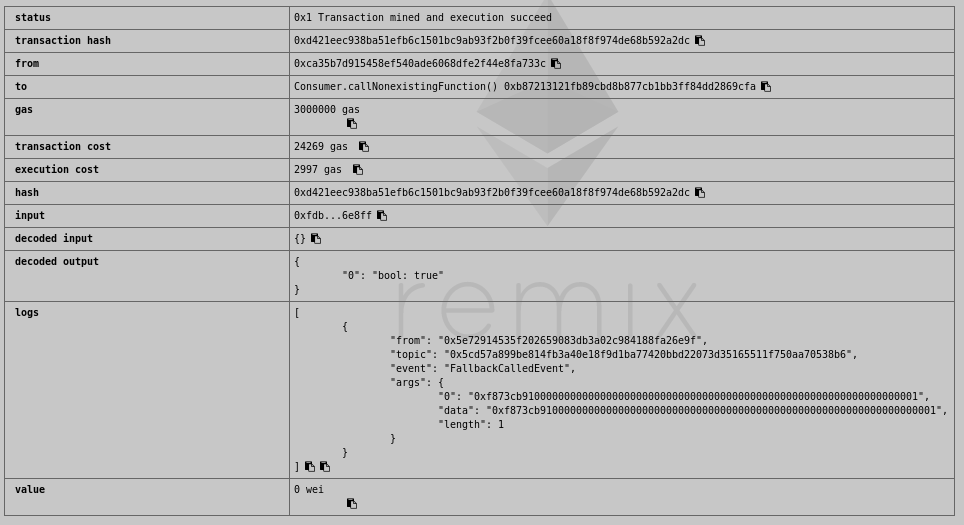 status 0x1 Transaction mined and execution succeed
transaction hash 0xd421eec938ba51efb6c1501bc9ab93f2b0f39fcee60a18f8f974de68b592a2dc
from 0xca35b7d915458ef540ade6068dfe2f44e8fa733c
to Consumer.callNonexistingFunction() 0xb87213121fb89cbd8b877cb1bb3ff84dd2869cfa
gas 3000000 gas
transaction cost 24269 gas
execution cost 2997 gas
hash 0xd421eec938ba51efb6c1501bc9ab93f2b0f39fcee60a18f8f974de68b592a2dc
input 0xfdb...6e8ff
decoded input {}
decoded output {
"0": "bool: true"
}
logs [
{
"from": "0x5e72914535f202659083db3a02c984188fa26e9f",
"topic": "0x5cd57a899be814fb3a40e18f9d1ba77420bbd22073d35165511f750aa70538b6",
"event": "FallbackCalledEvent",
"args": {
"0": "0xf873cb910000000000000000000000000000000000000000000000000000000000000001",
"data": "0xf873cb910000000000000000000000000000000000000000000000000000000000000001",
"length": 1
}
}
]
value 0 wei
remix